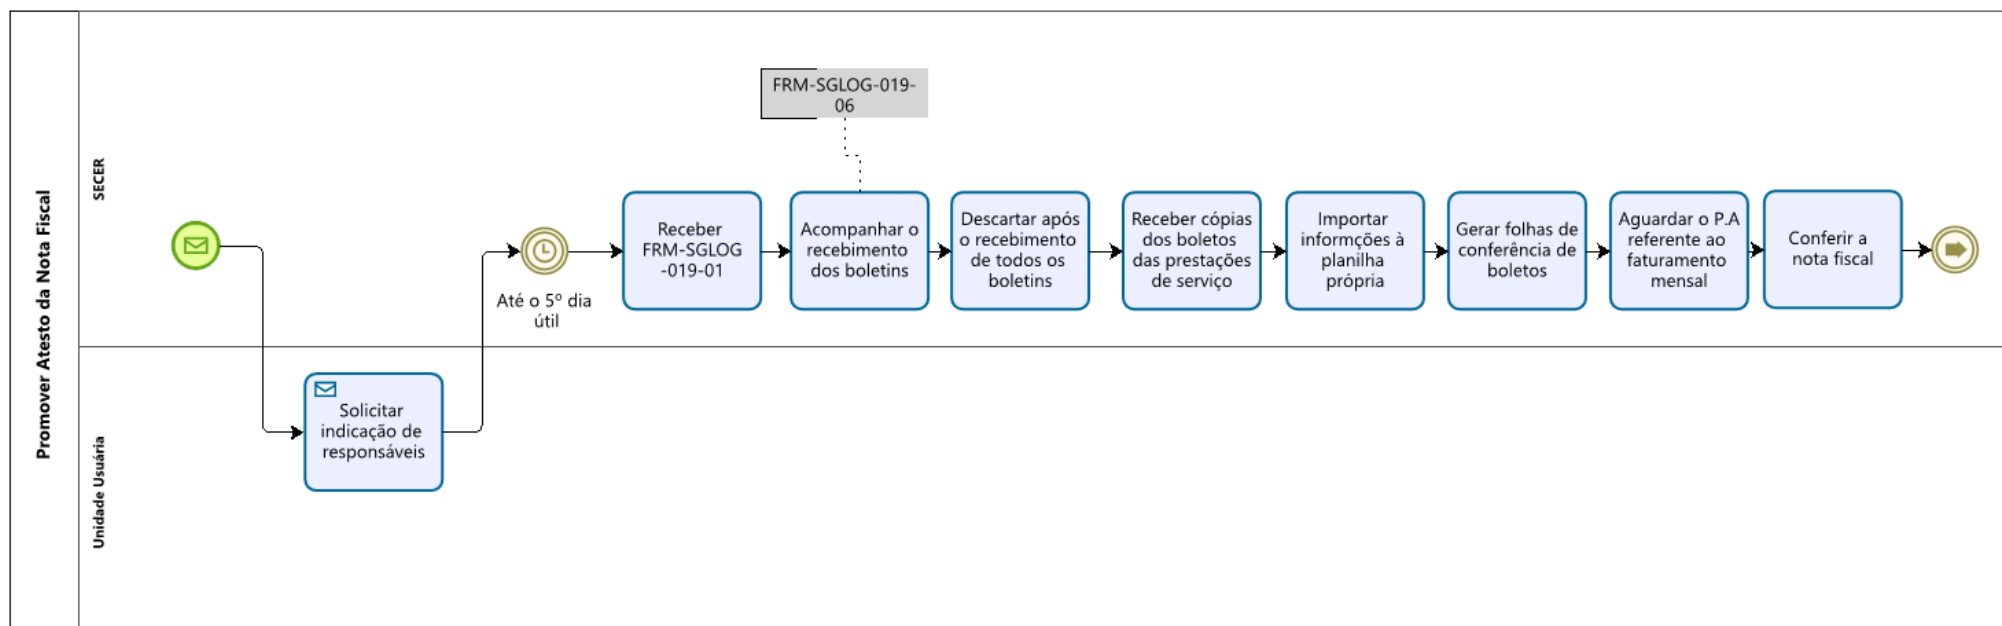 Promover Atesto da Nota Fiscal
SECER
FRM-SGLOG-019-
06
Até o 5º dia
útil
Receber
FRM-SGLOG
-019-01
Acompanhar o
recebimento
dos boletins
Descartar após
o recebimento
de todos os
boletins
Receber cópias
dos boletos
das prestações
de serviço
Importar
informções à
planilha
própria
Gerar folhas de
conferência de
boletos
Aguardar o P.A
referente ao
faturamento
mensal
Conferir a
nota fiscal
Unidade Usuária
Solicitar
indicação de
responsáveis